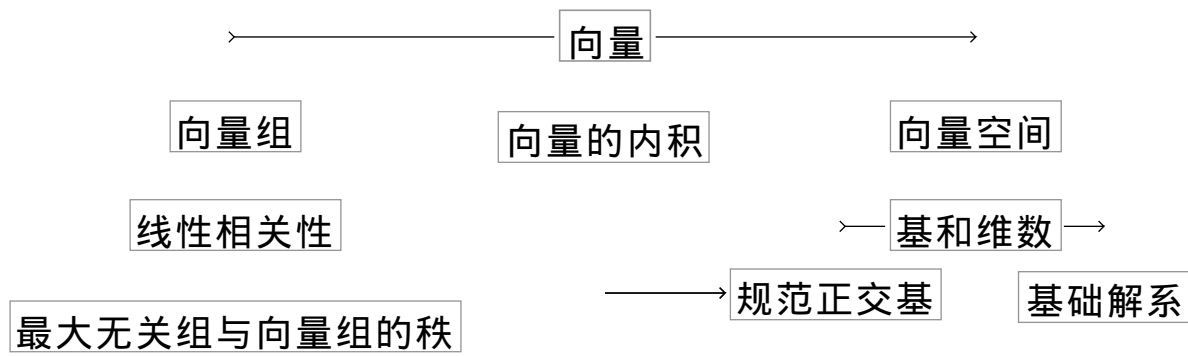 向量
向量组
向量的内积
向量空间
线性相关性
基和维数
规范正交基
基础解系
最大无关组与向量组的秩